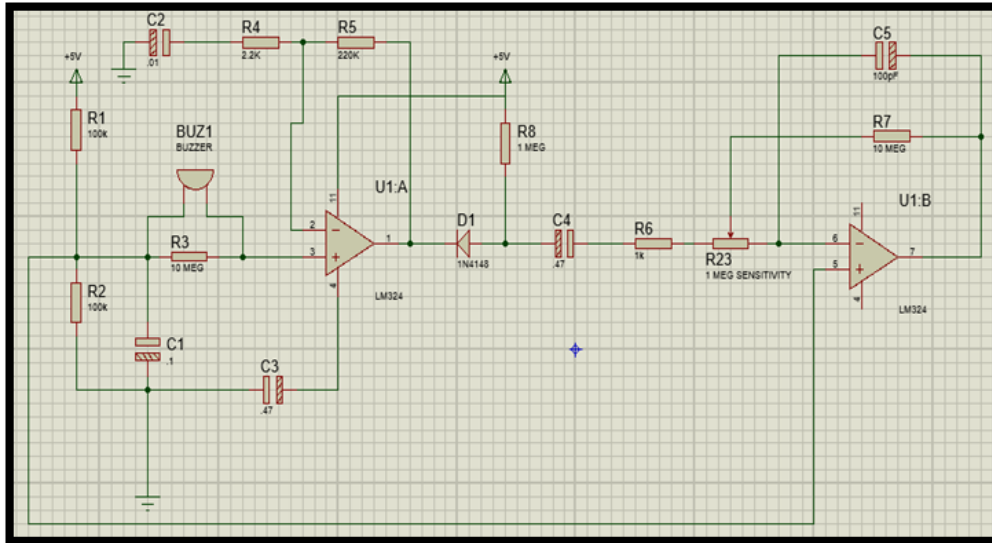 C2
.01
R4
2.2K
R5
220K
C5
100pF
+5V
+5V
R1
100k
BUZ1
BUZZER
R8
1 MEG
R7
10 MEG
U1:A
11
2
3
1
4
LM324
D1
1N4148
C4
.47
R6
1k
R23
1 MEG SENSITIVITY
U1:B
11
6
5
7
4
LM324
R3
10 MEG
R2
100k
C1
.1
C3
.47